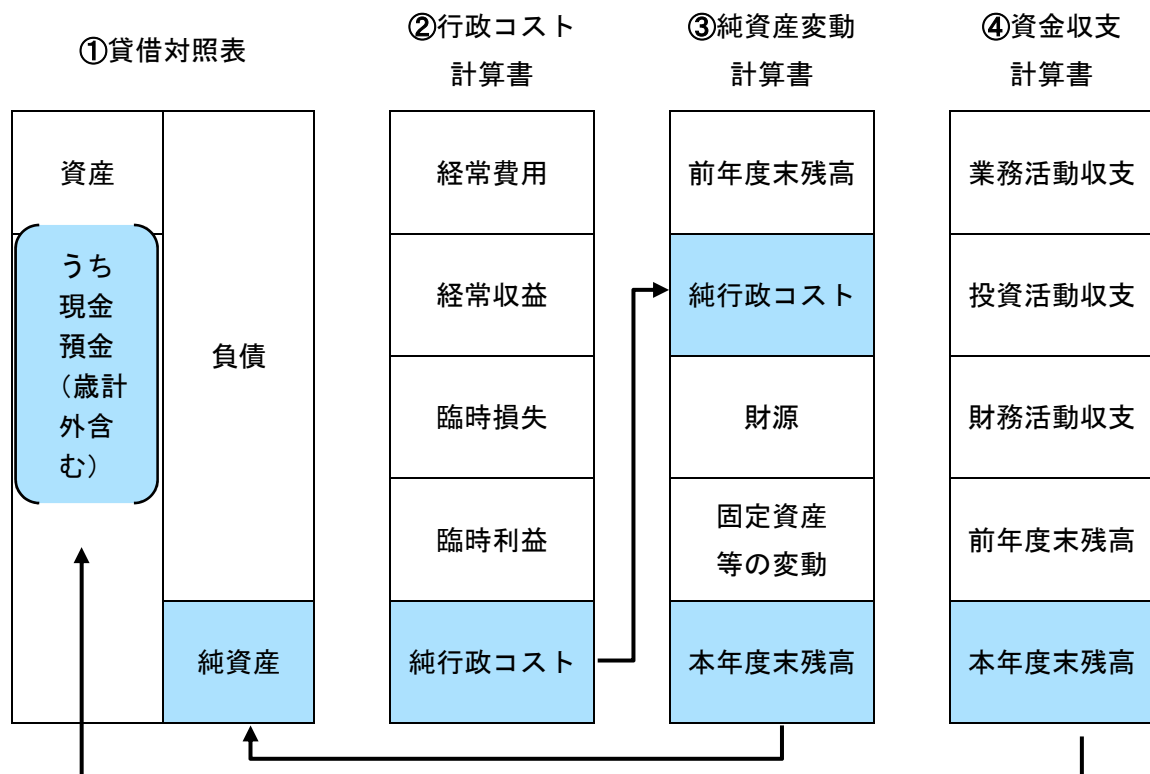 ①貸借対照表
②行政コスト
計算書
③純資産変動
計算書
④資金収支
計算書
資産
うち
現金
預金
（歳計
外含
む）
負債
純資産
経常費用
経常収益
臨時損失
臨時利益
純行政コスト
前年度末残高
純行政コスト
財源
固定資産
等の変動
本年度末残高
業務活動収支
投資活動収支
財務活動収支
前年度末残高
本年度末残高